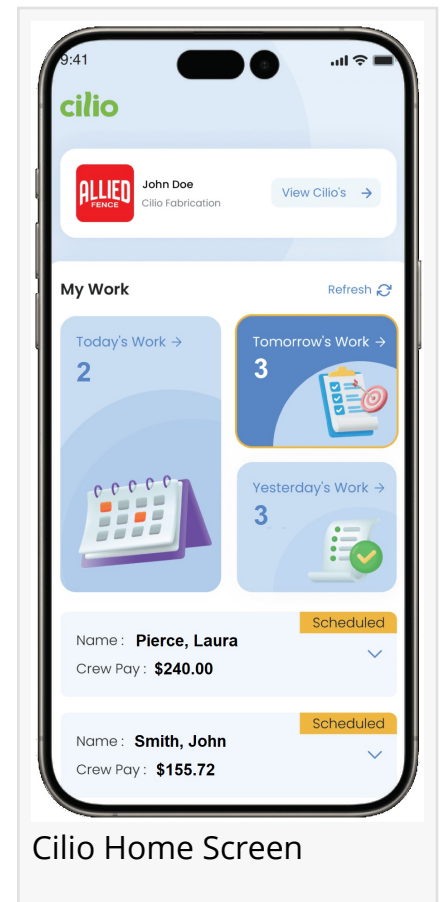 9:41
cilio
ALLIED
FENCE
John Doe
Cilio Fabrication
View Cilio's →
My Work
Refresh
Today's Work →
2
Tomorrow's Work →
3
Yesterday's Work →
3
Scheduled
Name : Pierce, Laura
Crew Pay : $240.00
Scheduled
Name : Smith, John
Crew Pay : $155.72
Cilio Home Screen